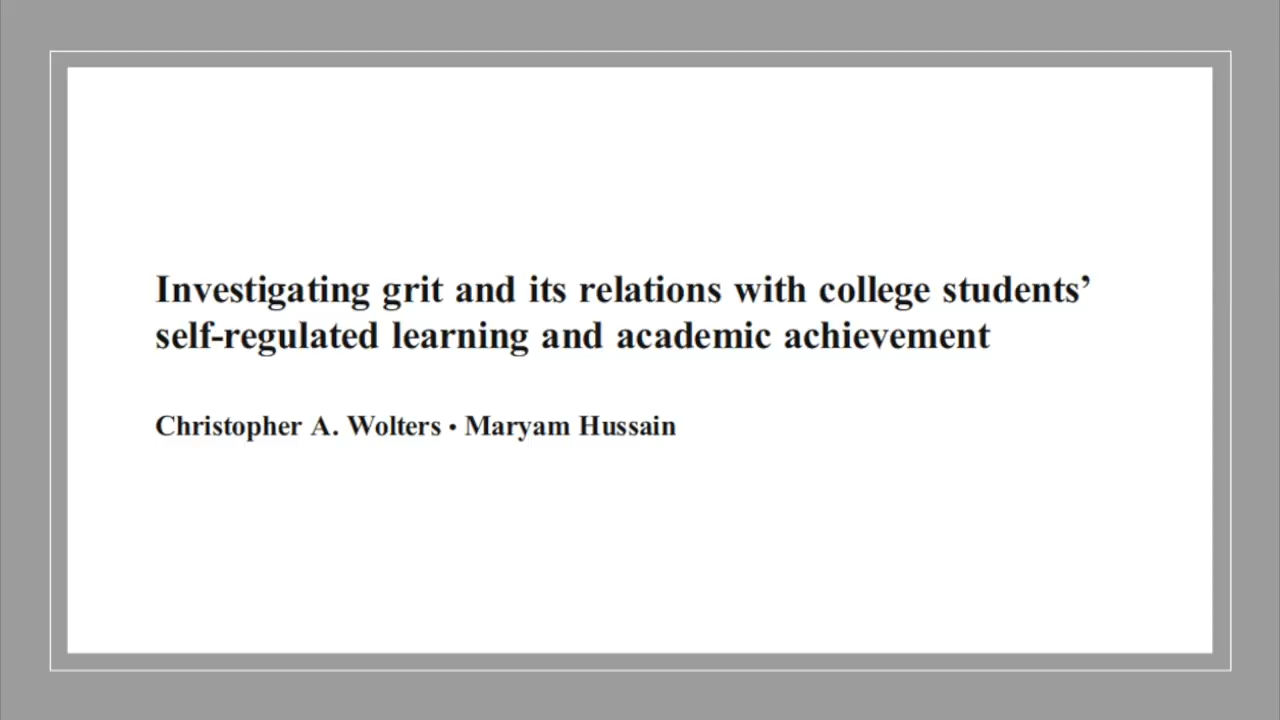 Investigating grit and its relations with college students’
self-regulated learning and academic achievement
Christopher A. Wolters • Maryam Hussain